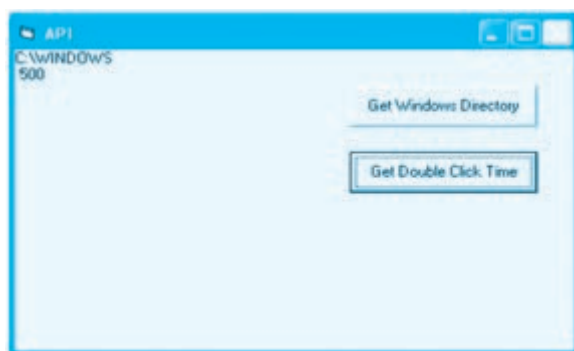 API
C:\WINDOWS
500
Get Windows Directory
Get Double Click Time